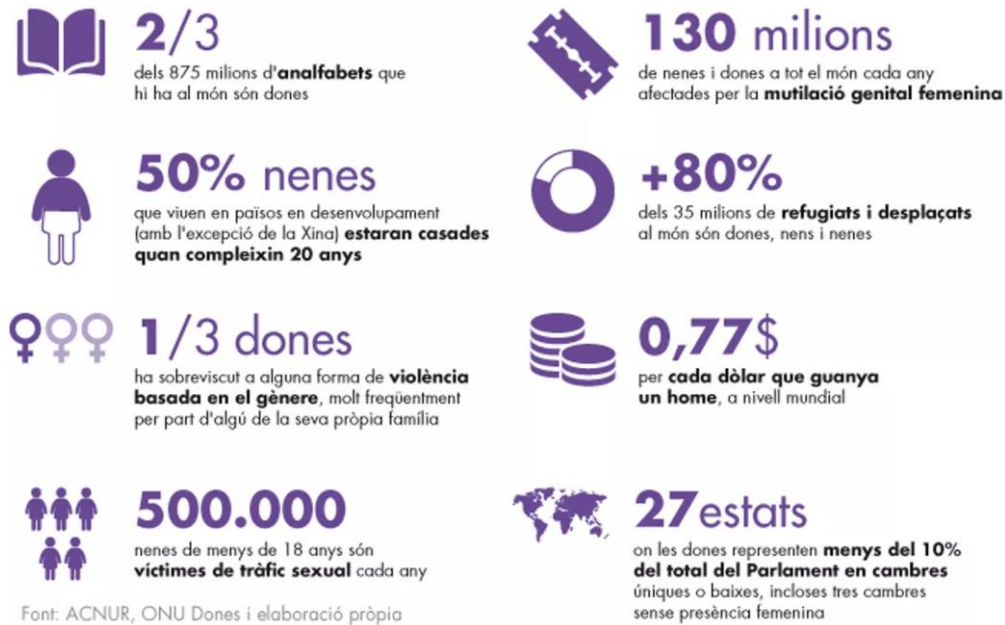 2/3
dels 875 milions d'analfabets que
hi ha al món són dones
130 milions
de nenes i dones a tot el món cada any
afectades per la mutilació genital femenina
50% nenes
que viuen en països en desenvolupament
(amb l'excepció de la Xina) estaran casades
quan compleixin 20 anys
+80%
dels 35 milions de refugiats i desplaçats
al món són dones, nens i nenes
1/3 dones
ha sobreviscut a alguna forma de violència
basada en el gènere, molt freqüentment
per part d'algú de la seva pròpia família
0,77$
per cada dòlar que guanya
un home, a nivell mundial
500.000
nenes de menys de 18 anys són
víctimes de tràfic sexual cada any
27 estats
on les dones representen menys del 10%
del total del Parlament en cambres
úniques o baixes, incloses tres cambres
sense presència femenina
Font: ACNUR, ONU Dones i elaboració pròpia